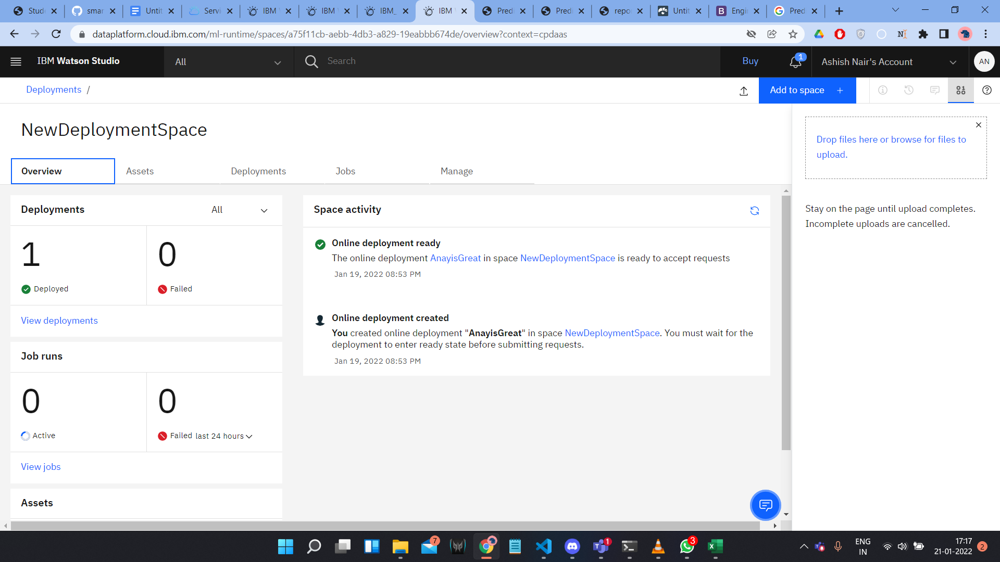 Stude
smar
Untit
Servi
IBM
IBM
IBM_
IBM
Predi
Predi
repo
Untit
Engi
Pred
dataplatform.cloud.ibm.com/ml-runtime/spaces/a75f11cb-aebb-4db3-a829-19eabbb674de/overview?context=cpdaas
IBM Watson Studio
All
Search
Buy
1
Ashish Nair's Account
AN
Deployments /
Add to space +
NewDeploymentSpace
Overview
Assets
Deployments
Jobs
Manage
Drop files here or browse for files to
upload.
Stay on the page until upload completes.
Incomplete uploads are cancelled.
Deployments
All
1
0
Deployed
Failed
View deployments
Job runs
0
0
Active
Failed last 24 hours
View jobs
Assets
Space activity
Online deployment ready
The online deployment AnayisGreat in space NewDeploymentSpace is ready to accept requests
Jan 19, 2022 08:53 PM
Online deployment created
You created online deployment "AnayisGreat" in space NewDeploymentSpace. You must wait for the
deployment to enter ready state before submitting requests.
Jan 19, 2022 08:53 PM
7
1
3
ENG
IN
17:17
21-01-2022
2